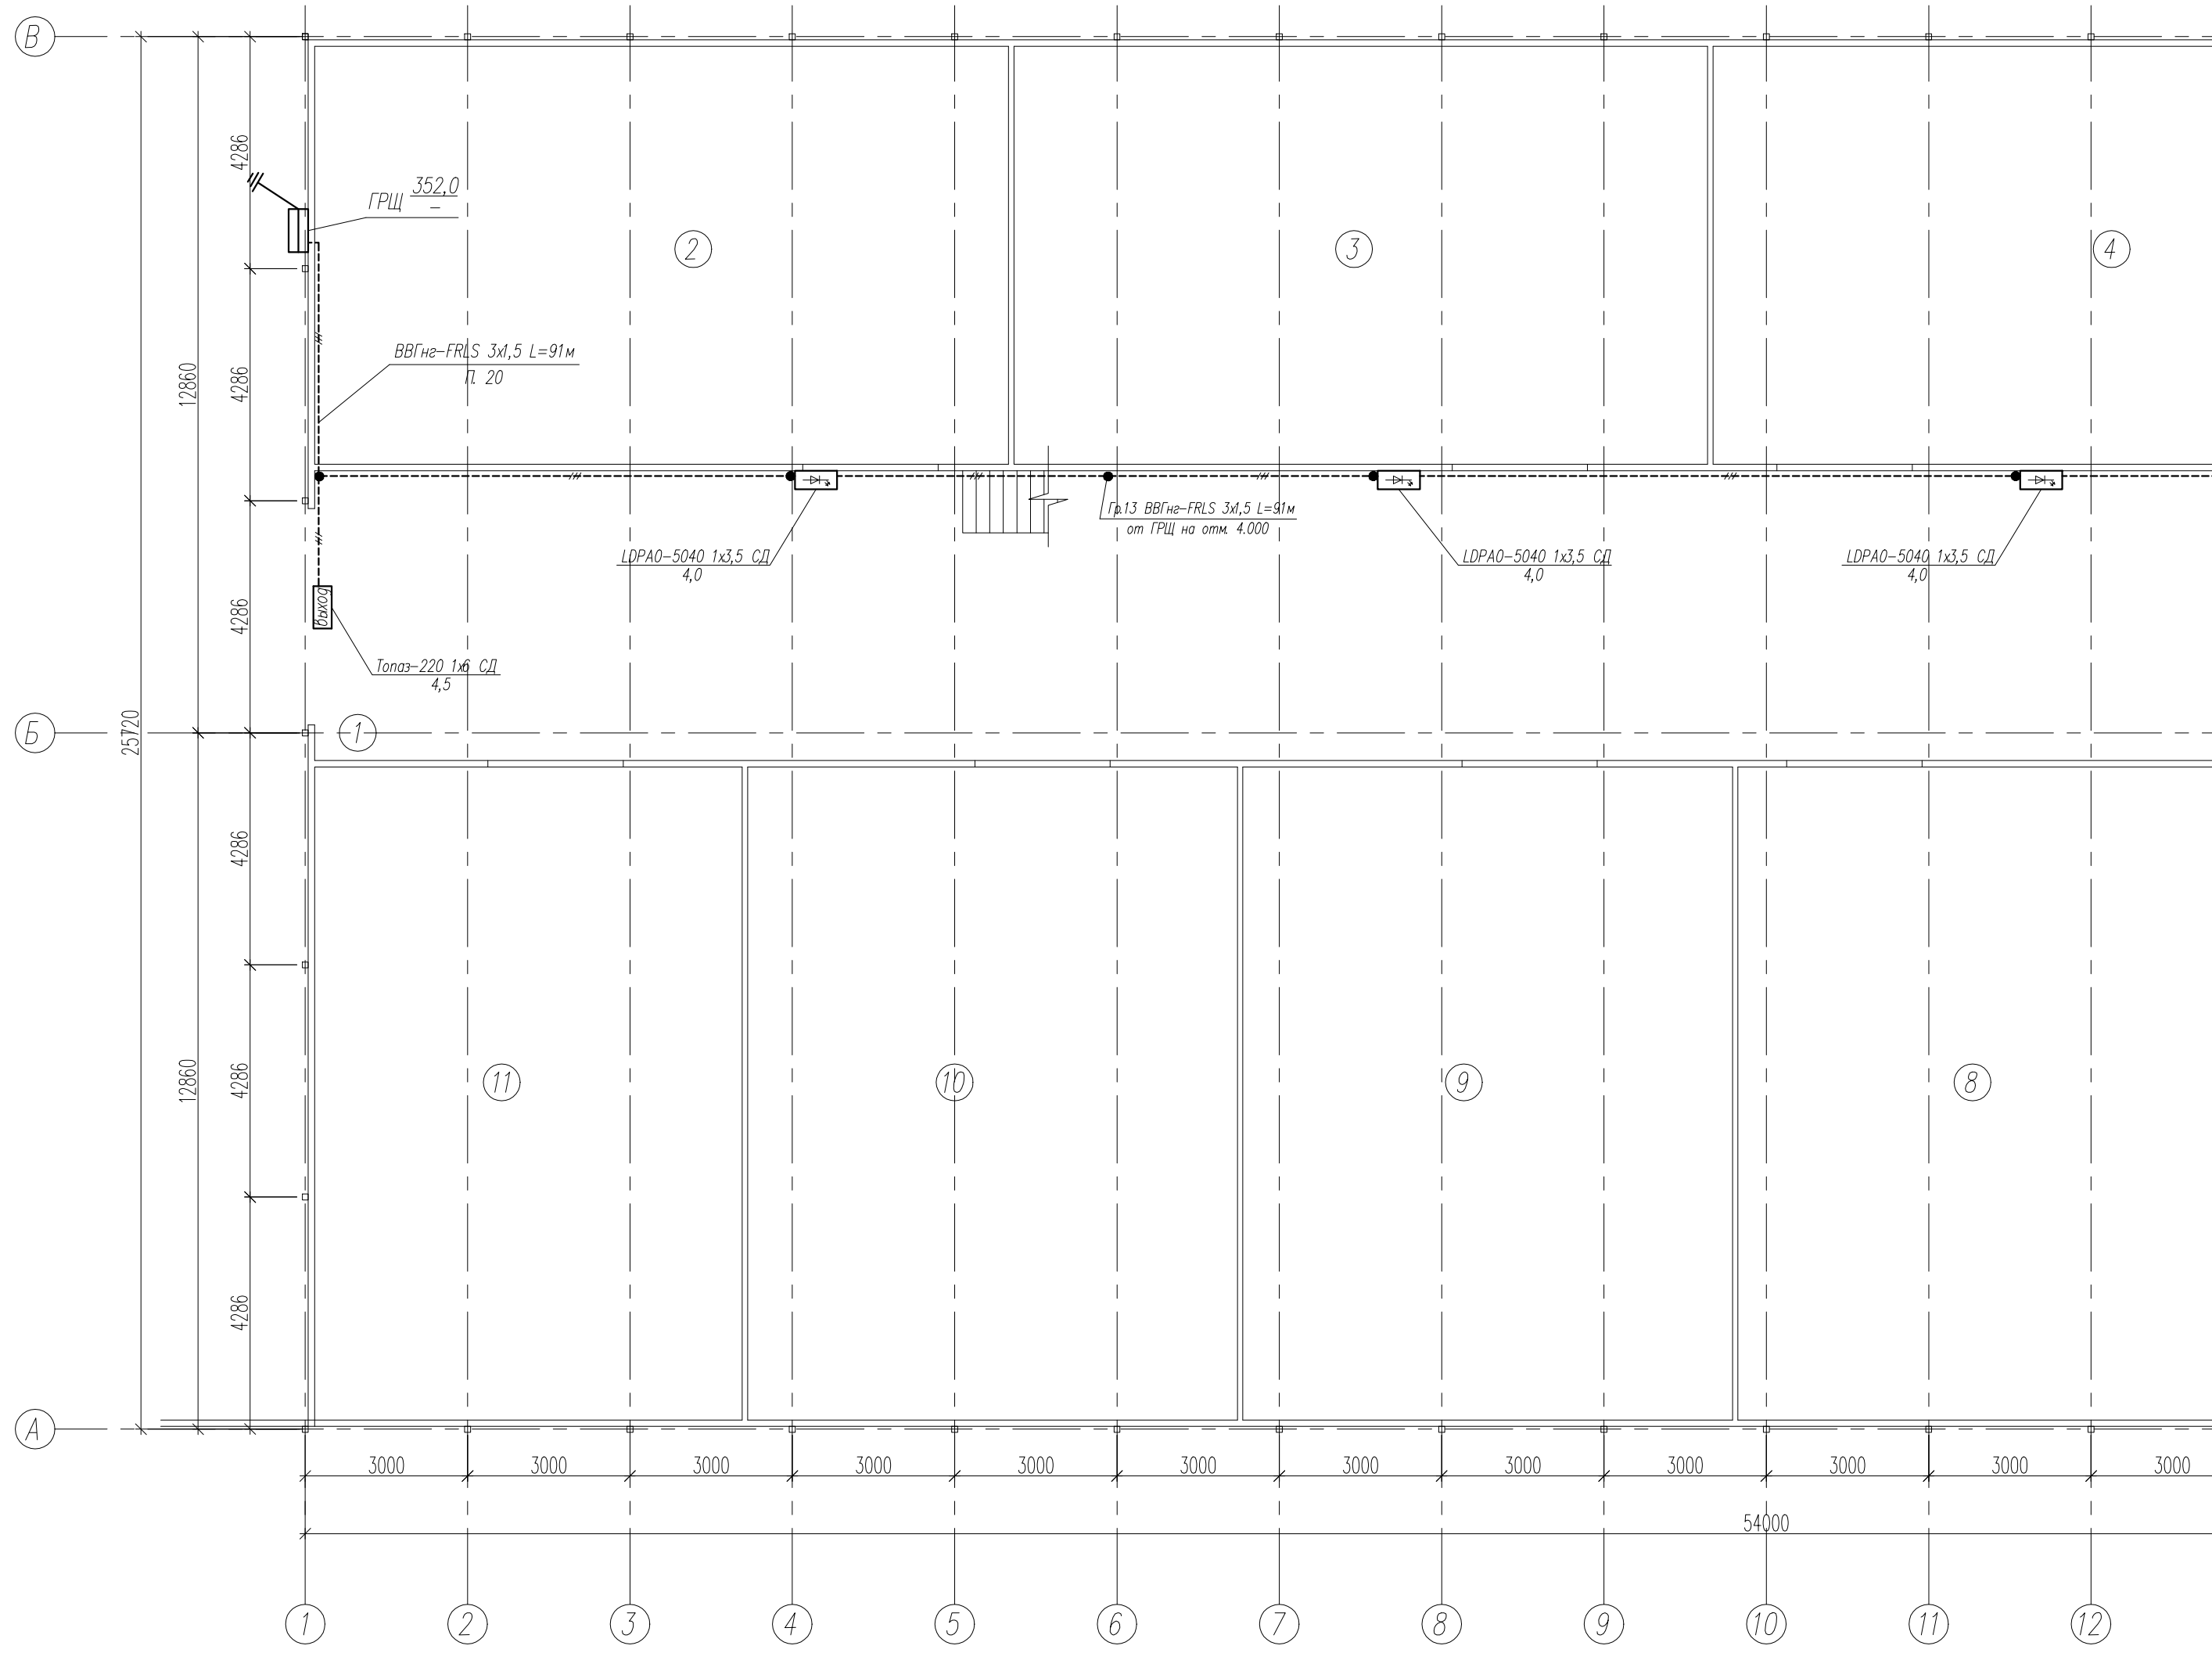 В
4286
352,0
ГРЩ
–
2
3
4
ВВГнг-FRLS 3х1,5 L=91м
П. 20
12860
4286
Гр.13 ВВГнг-FRLS 3х1,5 L=91м
от ГРЩ на отм. 4.000
LDPAO-5040 1х3,5 СД
4,0
LDPAO-5040 1х3,5 СД
4,0
LDPAO-5040 1х3,5 СД
4,0
4286
Выход
Топаз-220 1х6 СД
4,5
25720
Б
1
4286
12860
4286
11
10
9
8
4286
А
3000 3000 3000 3000 3000 3000 3000 3000 3000 3000 3000 3000
54000
1 2 3 4 5 6 7 8 9 10 11 12